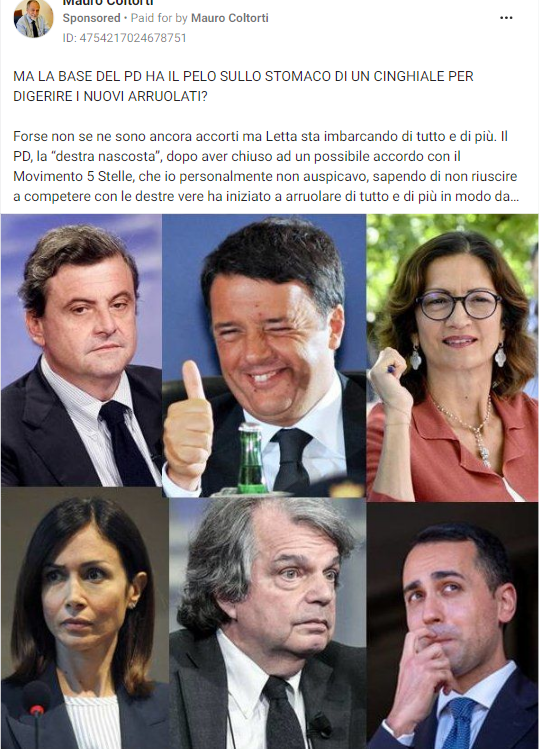 Mauro Coltorti
Sponsored • Paid for by Mauro Coltorti
ID: 4754217024678751
MA LA BASE DEL PD HA IL PELO SULLO STOMACO DI UN CINGHIALE PER
DIGERIRE I NUOVI ARRUOLATI?
Forse non se ne sono ancora accorti ma Letta sta imbarcando di tutto e di più. Il
PD, la “destra nascosta”, dopo aver chiuso ad un possibile accordo con il
Movimento 5 Stelle, che io personalmente non auspicavo, sapendo di non riuscire
a competere con le destre vere ha iniziato a arruolare di tutto e di più in modo da...